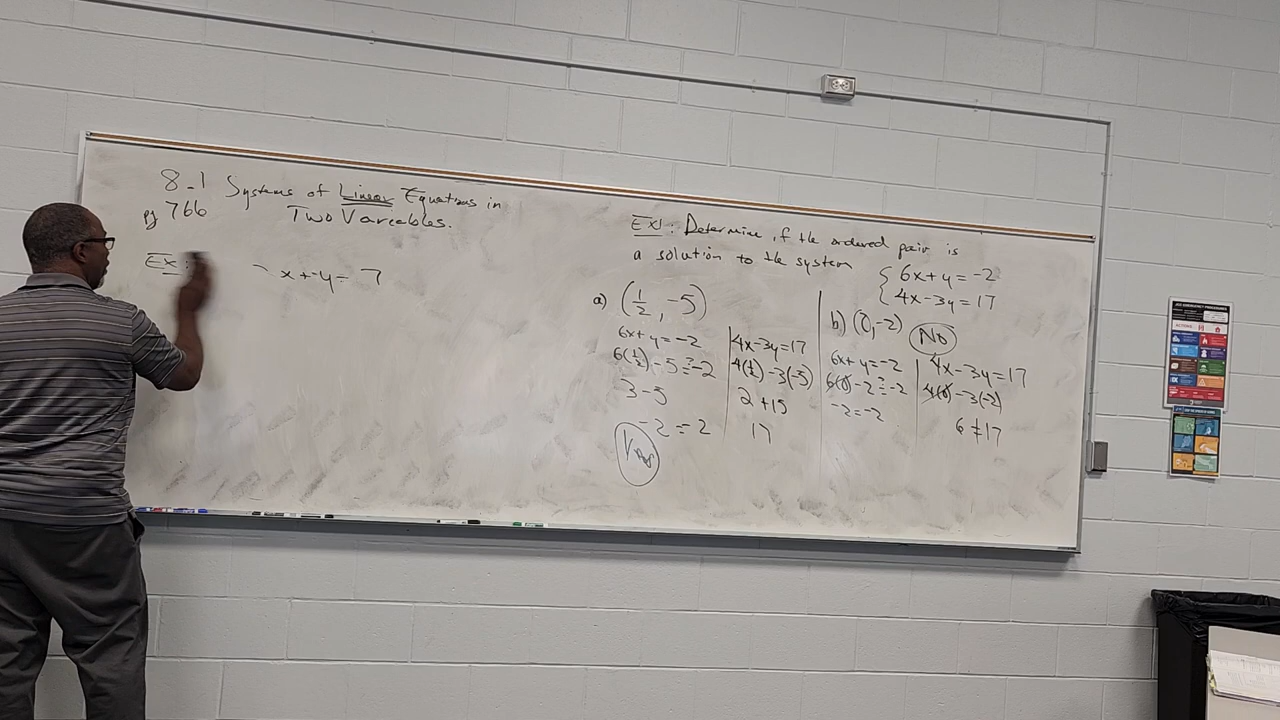 8.1 Systems of Linear Equations in
pg 766 Two Variables.
Ex:
x+y= 7
Ex1: Determine if the ordered pair is
a solution to the system
{6x+y=-2
4x-3y=17
a) (1/2, -5)
6x+y=-2
6(1/2)-5=-2
3-5
-2=2
Yes
4x-3y=17
4(1/2)-3(-5)
2+15
17
b) (0,-2) No
6x+y=-2
6(0)-2=-2
-2=-2
4x-3y=17
4(0)-3(-2)
6≠17